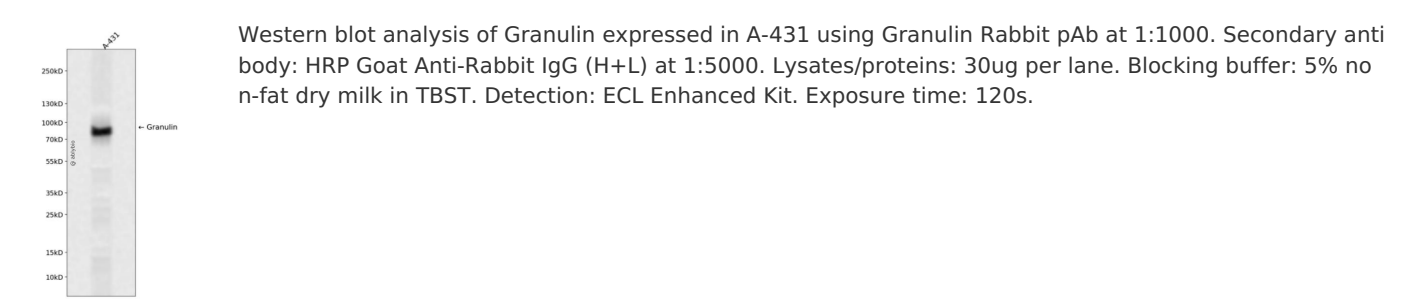 A-431
Western blot analysis of Granulin expressed in A-431 using Granulin Rabbit pAb at 1:1000. Secondary anti
body: HRP Goat Anti-Rabbit IgG (H+L) at 1:5000. Lysates/proteins: 30ug per lane. Blocking buffer: 5% no
n-fat dry milk in TBST. Detection: ECL Enhanced Kit. Exposure time: 120s.
250kD
130kD
100kD
← Granulin
70kD
55kD
35kD
25kD
15kD
10kD